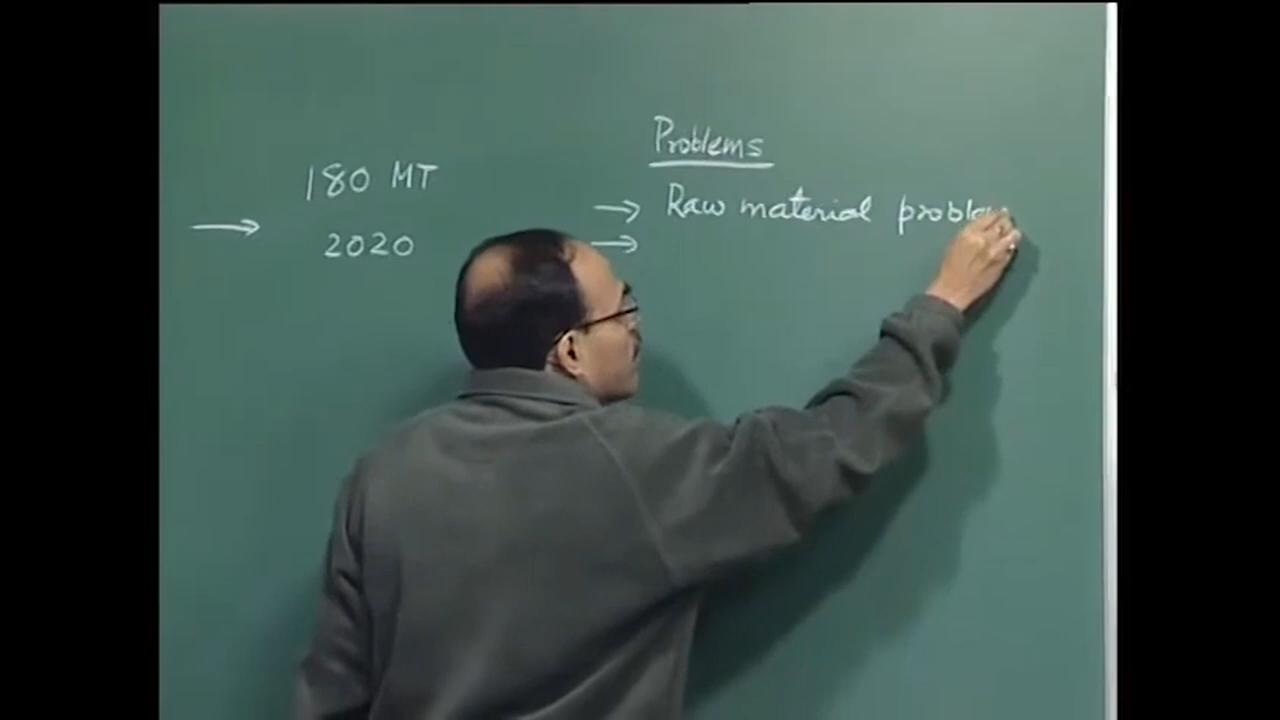 180 MT
→ 2020
Problems
→ Raw material problem
→